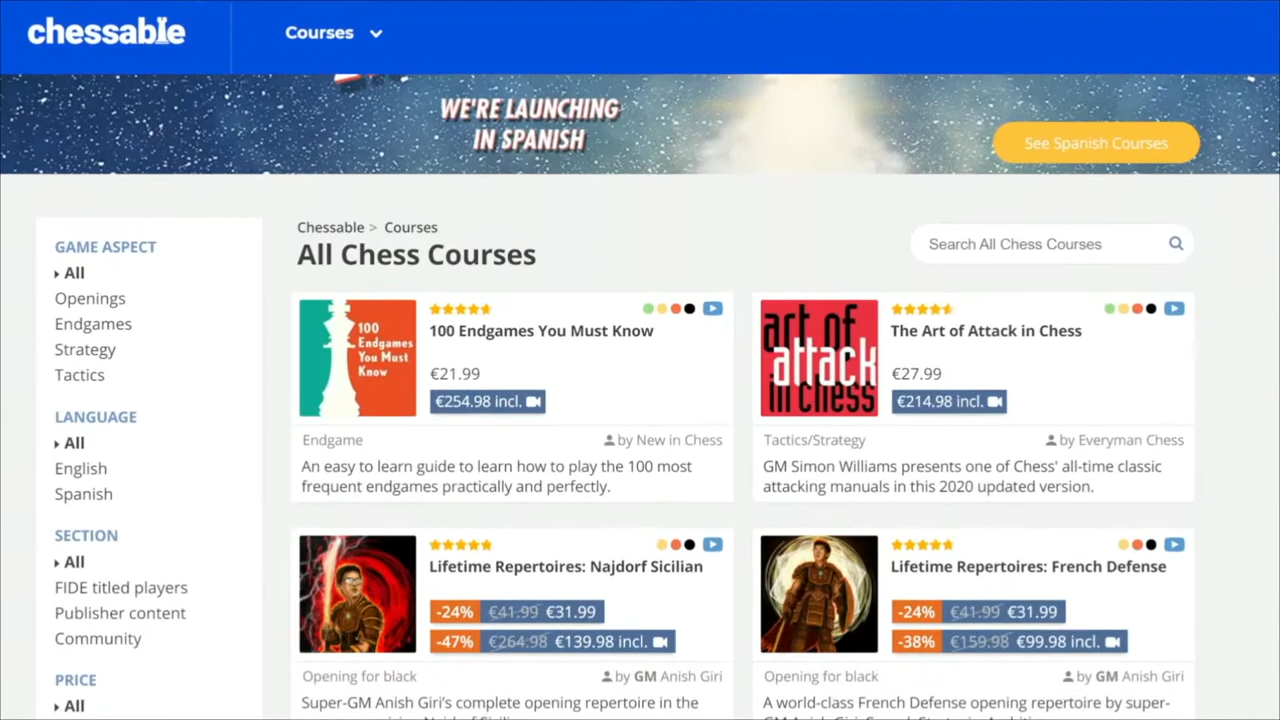 chessable
Courses
WE'RE LAUNCHING
IN SPANISH
See Spanish Courses
GAME ASPECT
All
Openings
Endgames
Strategy
Tactics
LANGUAGE
All
English
Spanish
SECTION
All
FIDE titled players
Publisher content
Community
PRICE
All
Chessable > Courses
All Chess Courses
Search All Chess Courses
100
Endgames
You Must
Know
100 Endgames You Must Know
€21.99
€254.98 incl.
Endgame
by New in Chess
An easy to learn guide to learn how to play the 100 most
frequent endgames practically and perfectly.
art of
attack
in chess
The Art of Attack in Chess
€27.99
€214.98 incl.
Tactics/Strategy
by Everyman Chess
GM Simon Williams presents one of Chess' all-time classic
attacking manuals in this 2020 updated version.
Lifetime Repertoires: Najdorf Sicilian
-24% €41.99 €31.99
-47% €264.98 €139.98 incl.
Opening for black
by GM Anish Giri
Super-GM Anish Giri's complete opening repertoire in the
Lifetime Repertoires: French Defense
-24% €41.99 €31.99
-38% €159.98 €99.98 incl.
Opening for black
by GM Anish Giri
A world-class French Defense opening repertoire by super-